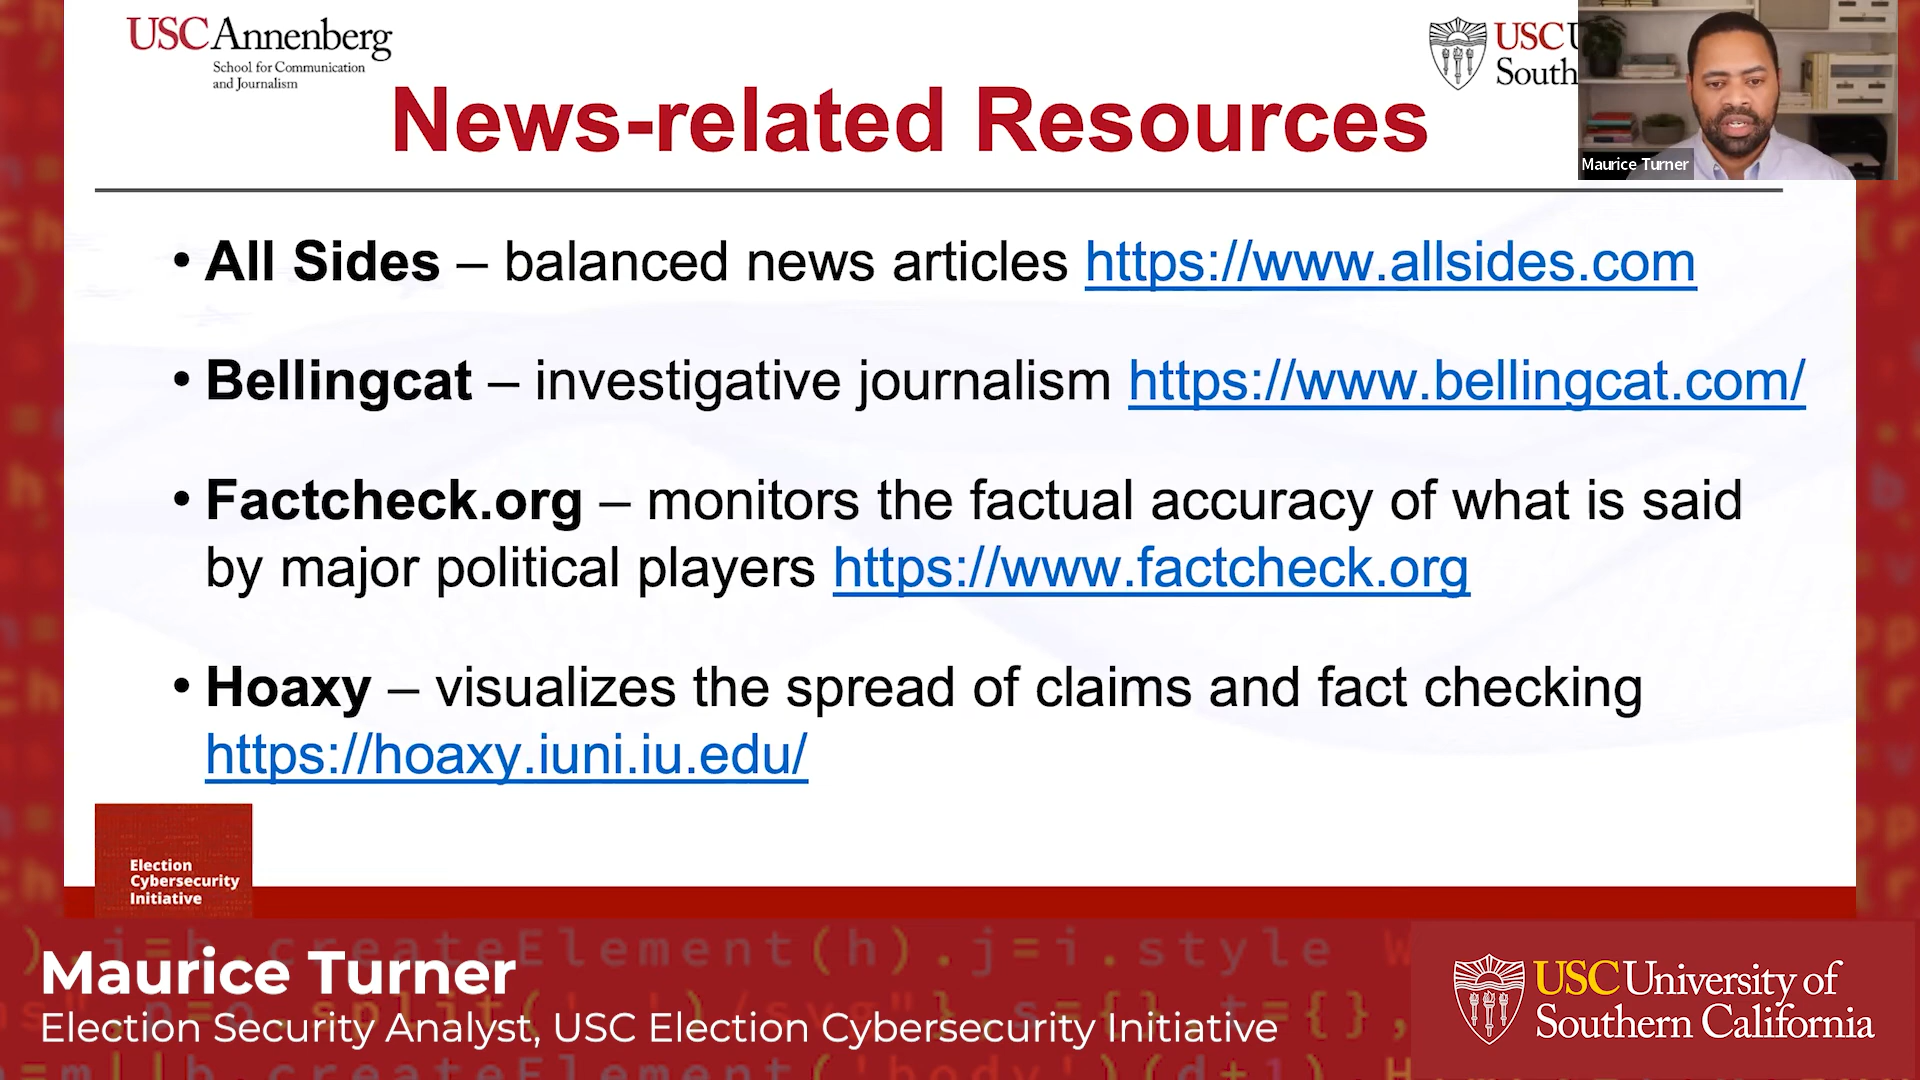 USC Annenberg
School for Communication
and Journalism
USC
South
News-related Resources
Maurice Turner
• All Sides – balanced news articles https://www.allsides.com
• Bellingcat – investigative journalism https://www.bellingcat.com/
• Factcheck.org – monitors the factual accuracy of what is said
by major political players https://www.factcheck.org
• Hoaxy – visualizes the spread of claims and fact checking
https://hoaxy.iuni.iu.edu/
Election
Cybersecurity
Initiative
Maurice Turner
Election Security Analyst, USC Election Cybersecurity Initiative
USC University of
Southern California